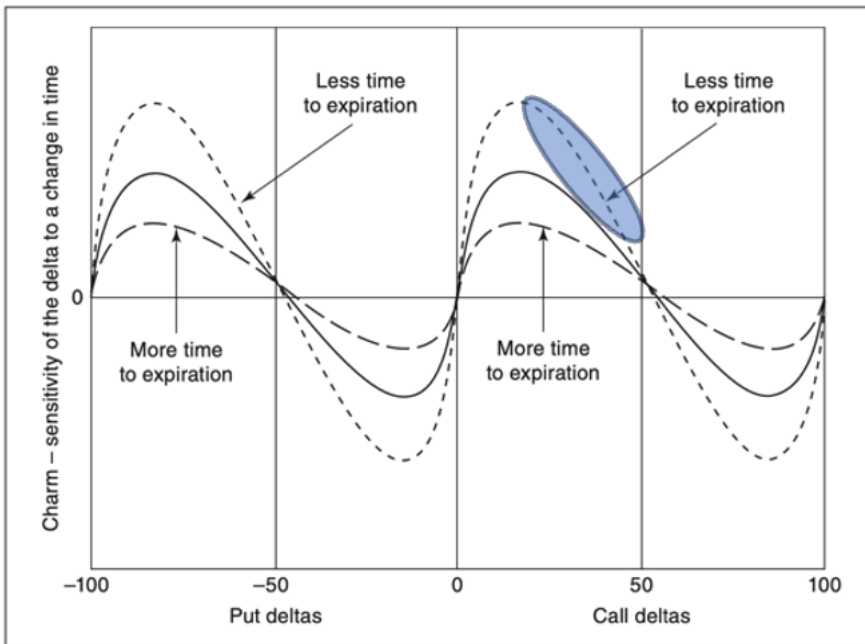 Charm – sensitivity of the delta to a change in time
Less time
to expiration
Less time
to expiration
0
More time
to expiration
More time
to expiration
–100
–50
0
50
100
Put deltas
Call deltas